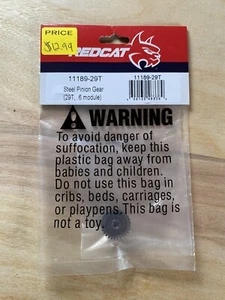 PRICE
$12.99
REDCAT
11189-29T
Steel Pinion Gear
(29T, .6 module)
11189-29T
WARNING
To avoid danger of
suffocation, keep this
plastic bag away from
babies and children.
Do not use this bag in
cribs, beds, carriages,
or playpens.This bag is
not a toy.